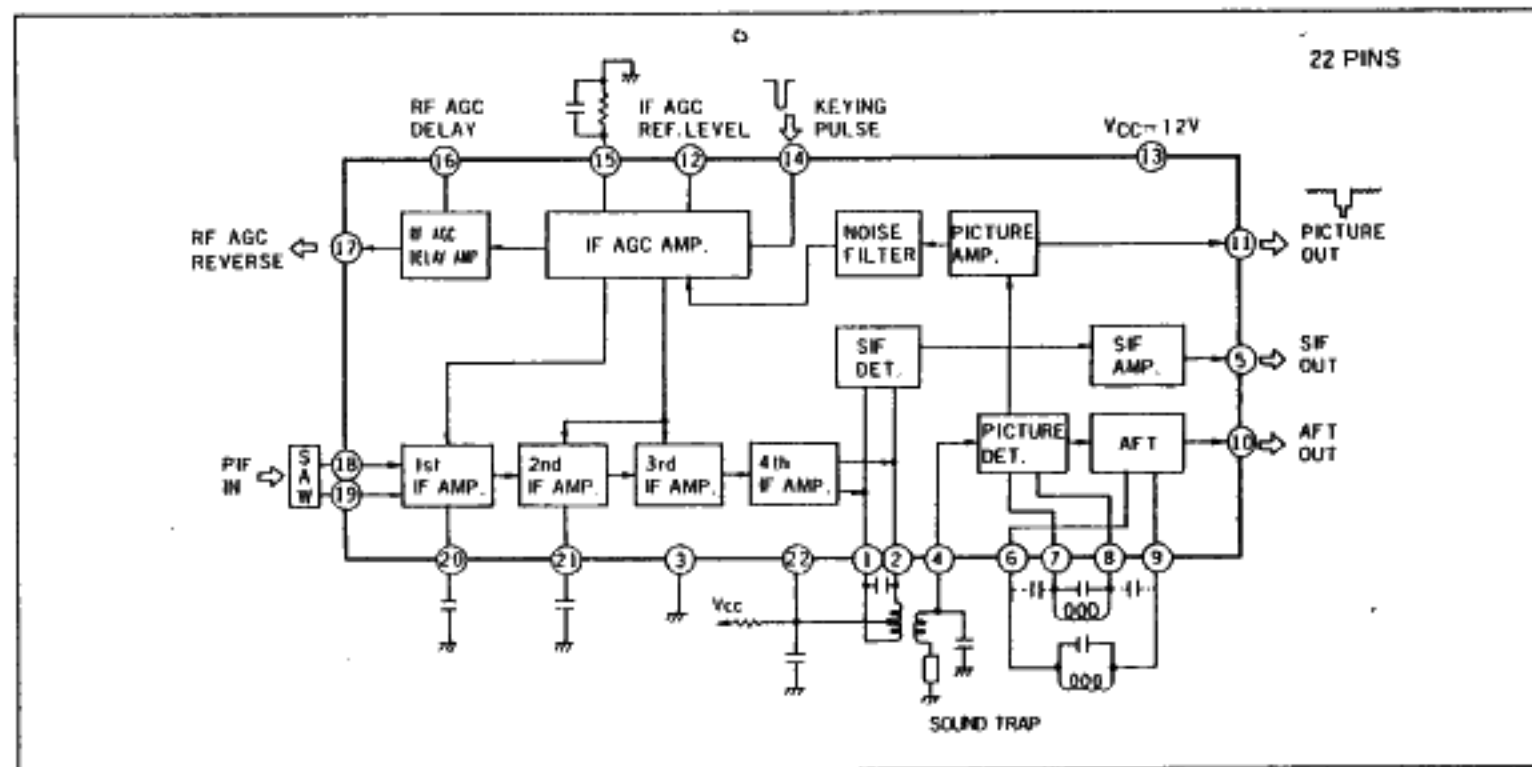 22 PINS
RF AGC
DELAY
IF AGC
REF. LEVEL
KEYING
PULSE
VCC=12V
16
15
12
14
13
RF AGC
REVERSE
17
RF AGC
DELAY AMP
IF AGC AMP.
NOISE
FILTER
PICTURE
AMP.
11
PICTURE
OUT
SIF
DET.
SIF
AMP.
5
SIF
OUT
PIF
IN
SAW
18
19
1st
IF AMP.
2nd
IF AMP.
3rd
IF AMP.
4th
IF AMP.
PICTURE
DET.
AFT
10
AFT
OUT
20
21
3
22
1
2
4
6
7
8
9
VCC
SOUND TRAP